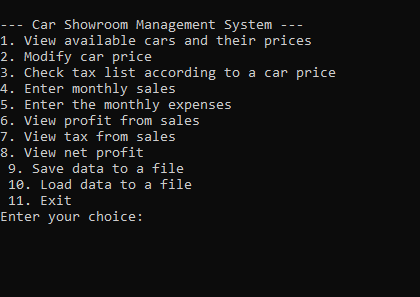 --- Car Showroom Management System ---
1. View available cars and their prices
2. Modify car price
3. Check tax list according to a car price
4. Enter monthly sales
5. Enter the monthly expenses
6. View profit from sales
7. View tax from sales
8. View net profit
 9. Save data to a file
 10. Load data to a file
 11. Exit
Enter your choice: